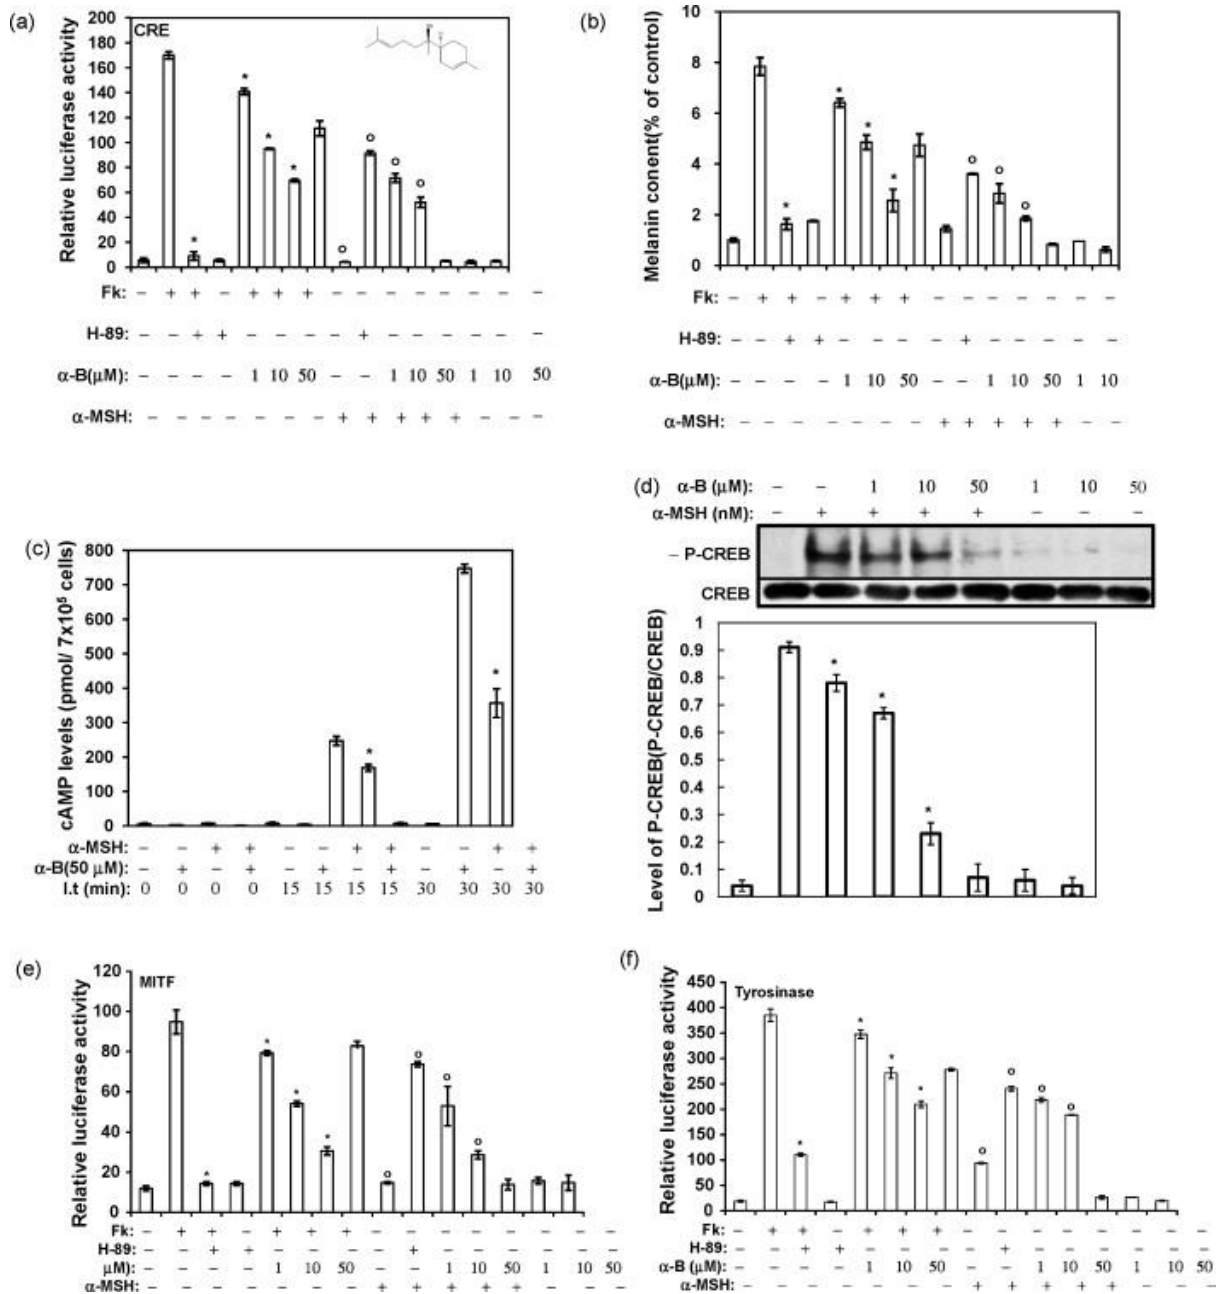 (a)
CRE
Relative luciferase activity
200
180
160
140
120
100
80
60
40
20
0
* * * * * o o o o
Fk: – + + – + + + – – – – – – – –
H-89: – – + + – – – – + – – – – – –
α-B(μM): – – – – 1 10 50 – – 1 10 50 1 10 50
α-MSH: – – – – – – – + + + + + – – –
(b)
Melanin conent(% of control)
10
8
6
4
2
0
* * * * o o o
Fk: – + + – + + + – – – – – – –
H-89: – – + + – – – – + – – – – –
α-B(μM): – – – – 1 10 50 – – 1 10 50 1 10
α-MSH: – – – – – – – + + + + + – –
(c)
cAMP levels (pmol/ 7x10⁵ cells)
800
700
600
500
400
300
200
100
0
* *
α-MSH: – – + + – – – + + – – + +
α-B(50 μM): – + – + – + – + – + – +
I.t (min) 0 0 0 0 15 15 15 15 30 30 30 30
(d)
α-B (μM): – – 1 10 50 1 10 50
α-MSH (nM): – + + + + – – –
– P-CREB
CREB
Level of P-CREB(P-CREB/CREB)
1
0.9
0.8
0.7
0.6
0.5
0.4
0.3
0.2
0.1
0
* * *
(e)
MITF
Relative luciferase activity
120
100
80
60
40
20
0
* * * * o o o o
Fk: – + + – + + + – – – – – – –
H-89: – – + + – – – – + – – – – – –
μM): – – – – 1 10 50 – – 1 10 50 1 10 50
α-MSH: – – – – – – – + + + + + – – –
(f)
Tyrosinase
Relative luciferase activity
450
400
350
300
250
200
150
100
50
0
* * * * o o o o
Fk: – + + – + + + – – – – – – – –
H-89: – – + + – – – – + – – – – – –
α-B (μM): – – – – 1 10 50 – – 1 10 50 1 10 50
α-MSH: – – – – – – – + + + + + – – –